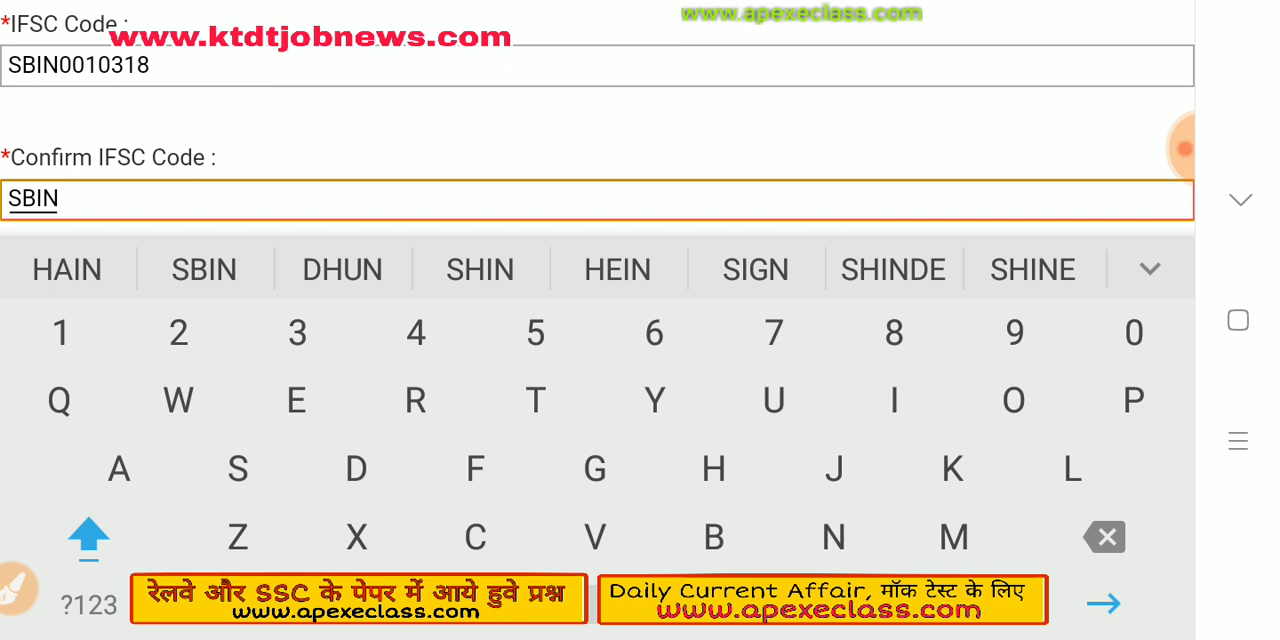 *IFSC Code :
www.apexeclass.com
www.ktdtjobnews.com
SBIN0010318
*Confirm IFSC Code :
SBIN
HAIN SBIN DHUN SHIN HEIN SIGN SHINDE SHINE
1 2 3 4 5 6 7 8 9 0
Q W E R T Y U I O P
A S D F G H J K L
Z X C V B N M
?123
रेलवे और SSC के पेपर में आये हुवे प्रश्न
www.apexeclass.com
Daily Current Affair, मॉक टेस्ट के लिए
www.apexeclass.com